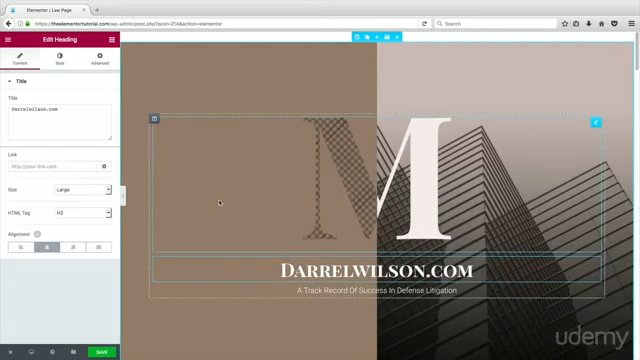 Elementor | Law Page
https://theelementortutorial.com/wp-admin/post.php?post=214&action=elementor
Search
Edit Heading
Content
Style
Advanced
Title
Title
Darrelwilson.com
Link
http://your-link.com
Size
Large
HTML Tag
H2
Alignment
SAVE
M
DARRELWILSON.COM
A Track Record Of Success In Defense Litigation
udemy